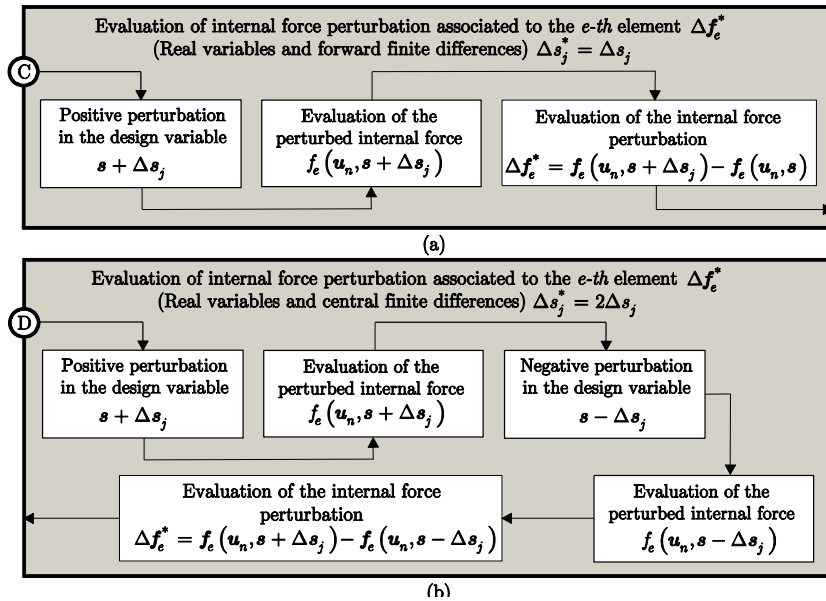 Evaluation of internal force perturbation associated to the e-th element Δf_e^*
(Real variables and forward finite differences) Δs_j^* = Δs_j
C
Positive perturbation
in the design variable
s + Δs_j
Evaluation of the
perturbed internal force
f_e(u_n, s + Δs_j)
Evaluation of the internal force
perturbation
Δf_e^* = f_e(u_n, s + Δs_j) − f_e(u_n, s)
(a)
Evaluation of internal force perturbation associated to the e-th element Δf_e^*
(Real variables and central finite differences) Δs_j^* = 2Δs_j
D
Positive perturbation
in the design variable
s + Δs_j
Evaluation of the
perturbed internal force
f_e(u_n, s + Δs_j)
Negative perturbation
in the design variable
s − Δs_j
Evaluation of the internal force
perturbation
Δf_e^* = f_e(u_n, s + Δs_j) − f_e(u_n, s − Δs_j)
Evaluation of the
perturbed internal force
f_e(u_n, s − Δs_j)
(b)